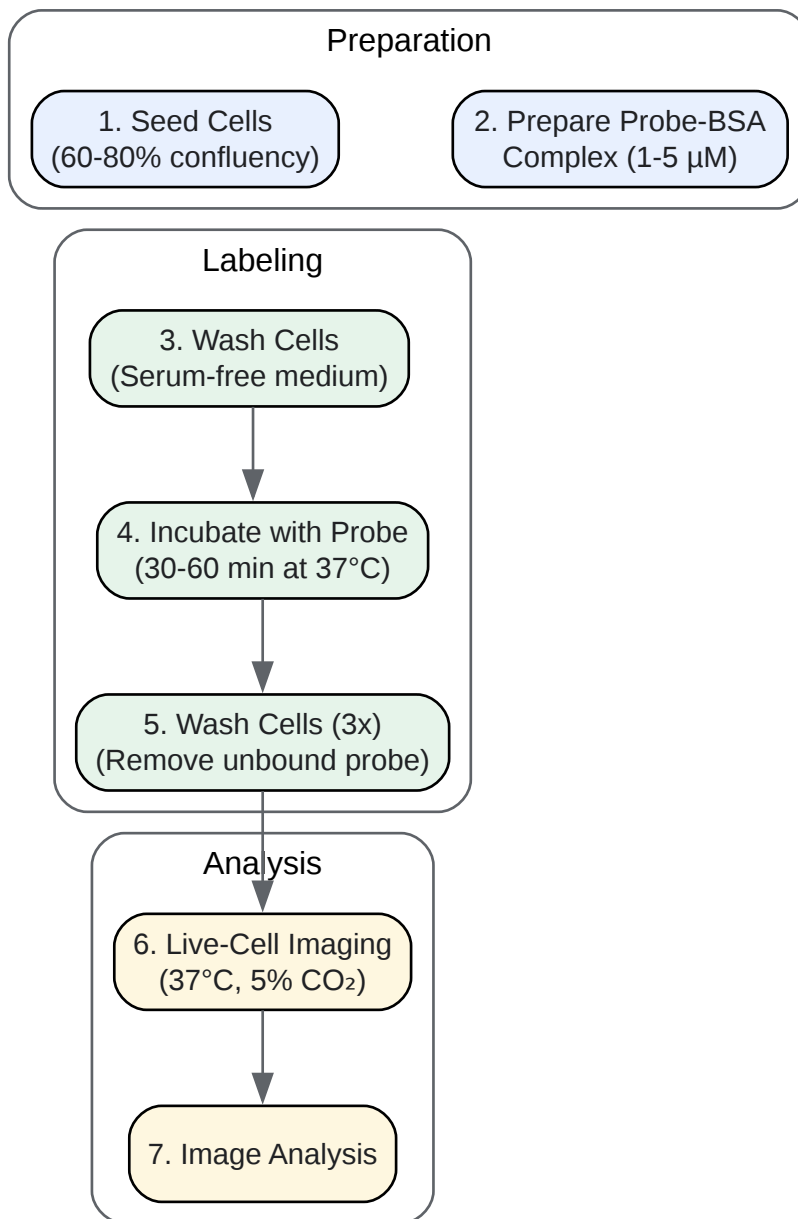 Preparation
1. Seed Cells
(60-80% confluency)
2. Prepare Probe-BSA
Complex (1-5 µM)
Labeling
3. Wash Cells
(Serum-free medium)
4. Incubate with Probe
(30-60 min at 37°C)
5. Wash Cells (3x)
(Remove unbound probe)
Analysis
6. Live-Cell Imaging
(37°C, 5% CO₂)
7. Image Analysis